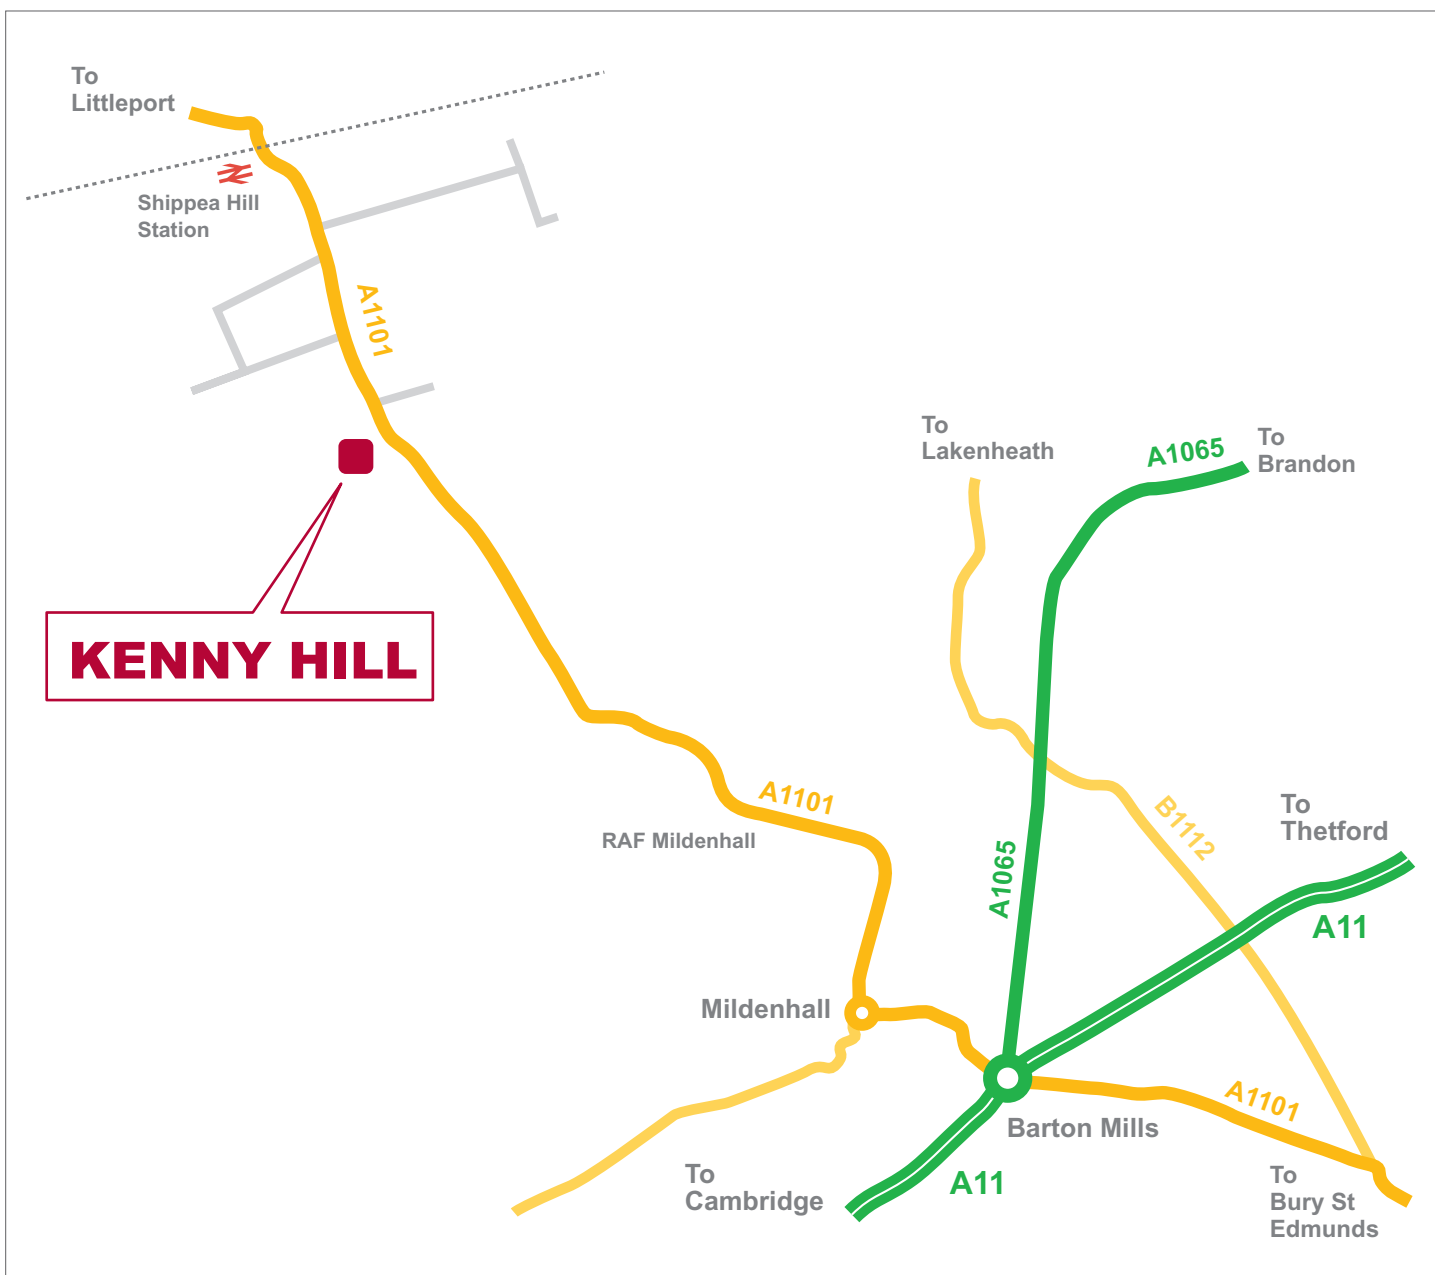 To
Littleport
Shippea Hill
Station
A1101
KENNY HILL
To
Lakenheath
A1065
To
Brandon
A1101
RAF Mildenhall
B1112
To
Thetford
A1065
A11
Mildenhall
A1101
Barton Mills
To
Cambridge
A11
To
Bury St
Edmunds